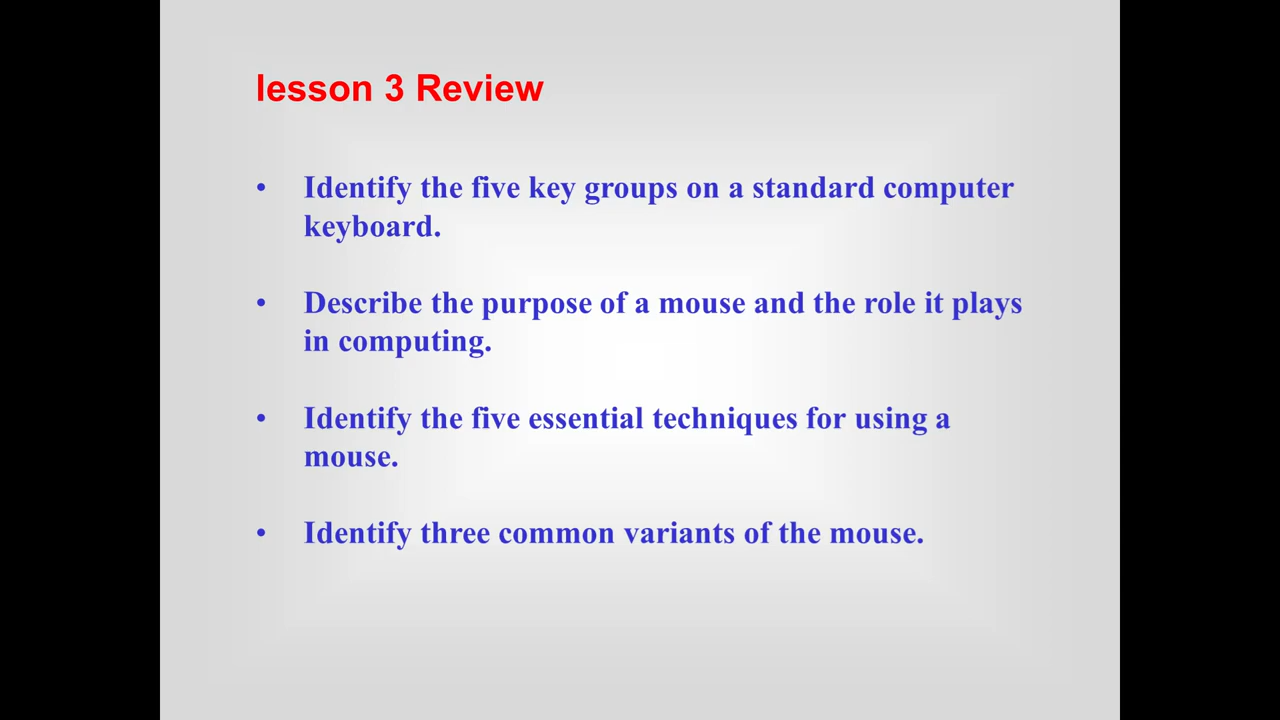 lesson 3 Review
• Identify the five key groups on a standard computer
keyboard.
• Describe the purpose of a mouse and the role it plays
in computing.
• Identify the five essential techniques for using a
mouse.
• Identify three common variants of the mouse.